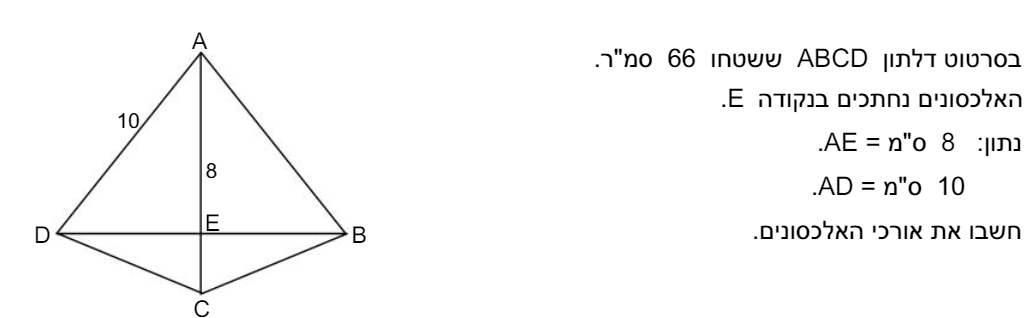 בסרטוט דלתון ABCD ששטחו 66 סמ"ר.
האלכסונים נחתכים בנקודה E.
נתון: 8 ס"מ = AE.
10 ס"מ = AD.
חשבו את אורכי האלכסונים.
A
10
8
D
E
B
C